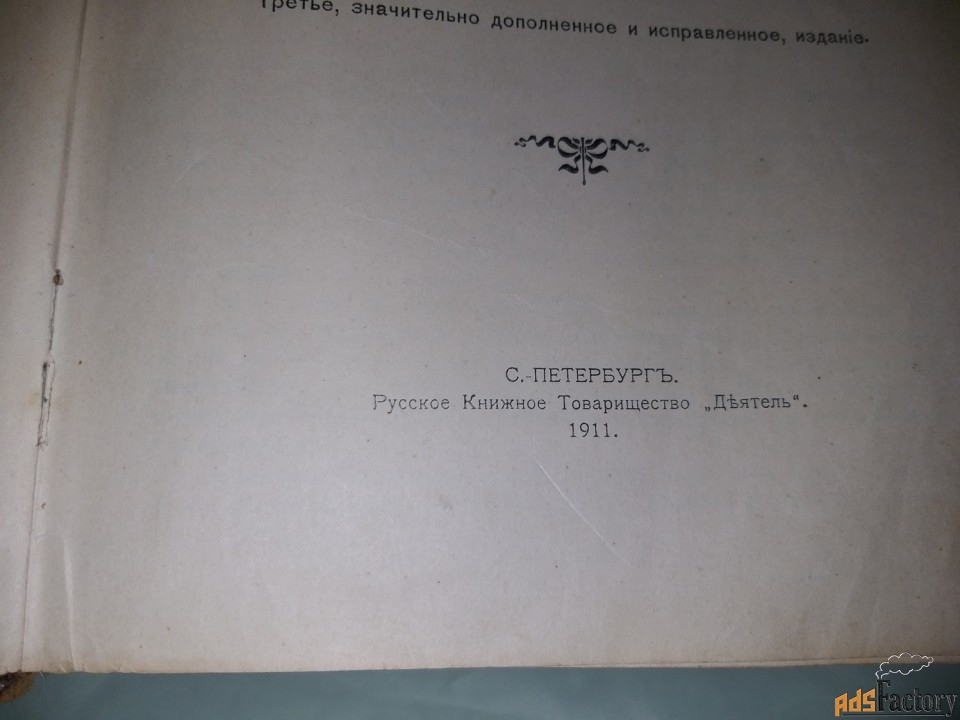 Третье, значительно дополненное и исправленное, изданіе.
С.-ПЕТЕРБУРГЪ.
Русское Книжное Товарищество „Дѣятель“.
1911.
AdsFactory